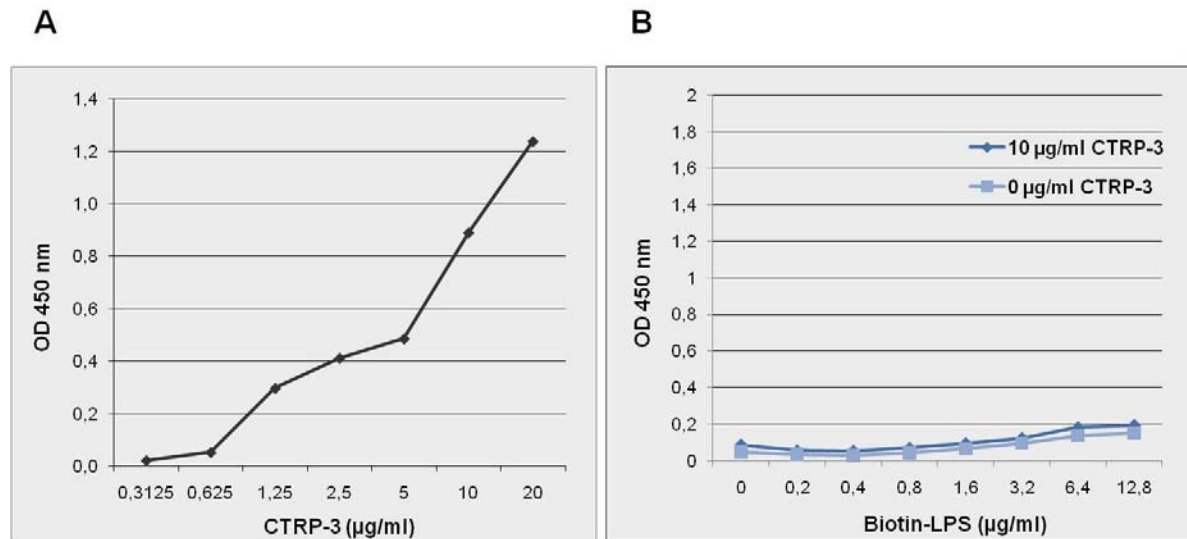 A
1,4
1,2
1,0
0,8
0,6
0,4
0,2
0,0
OD 450 nm
0,3125 0,625 1,25 2,5 5 10 20
CTRP-3 (µg/ml)
B
2
1,8
1,6
1,4
1,2
1
0,8
0,6
0,4
0,2
0
OD 450 nm
10 µg/ml CTRP-3
0 µg/ml CTRP-3
0 0,2 0,4 0,8 1,6 3,2 6,4 12,8
Biotin-LPS (µg/ml)